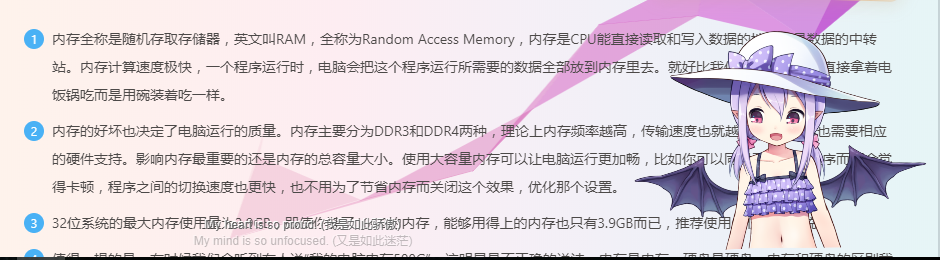 1 内存全称是随机存取存储器，英文叫RAM，全称为Random Access Memory，内存是CPU能直接读取和写入数据的 数据的中转
站。内存计算速度极快，一个程序运行时，电脑会把这个程序运行所需要的数据全部放到内存里去。就好比我 直接拿着电
饭锅吃而是用碗装着吃一样。
2 内存的好坏也决定了电脑运行的质量。内存主要分为DDR3和DDR4两种，理论上内存频率越高，传输速度也就越 也需要相应
的硬件支持。影响内存最重要的还是内存的总容量大小。使用大容量内存可以让电脑运行更加畅，比如你可以 序而 会觉
得卡顿，程序之间的切换速度也更快，也不用为了节省内存而关闭这个效果，优化那个设置。
3 32位系统的最大内存使用 的内存，能够用得上的内存也只有3.9GB而已，推荐使用
My heart is so proud. (我是如此骄傲)
My mind is so unfocused. (又是如此迷茫)